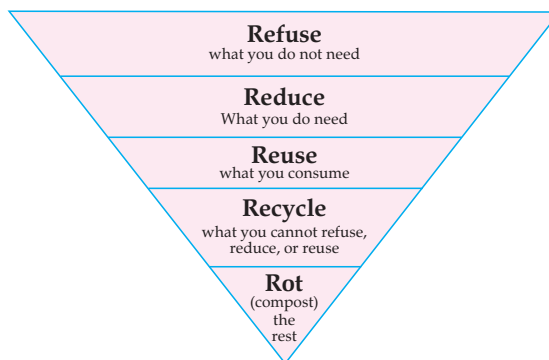 Refuse
what you do not need
Reduce
What you do need
Reuse
what you consume
Recycle
what you cannot refuse,
reduce, or reuse
Rot
(compost)
the
rest